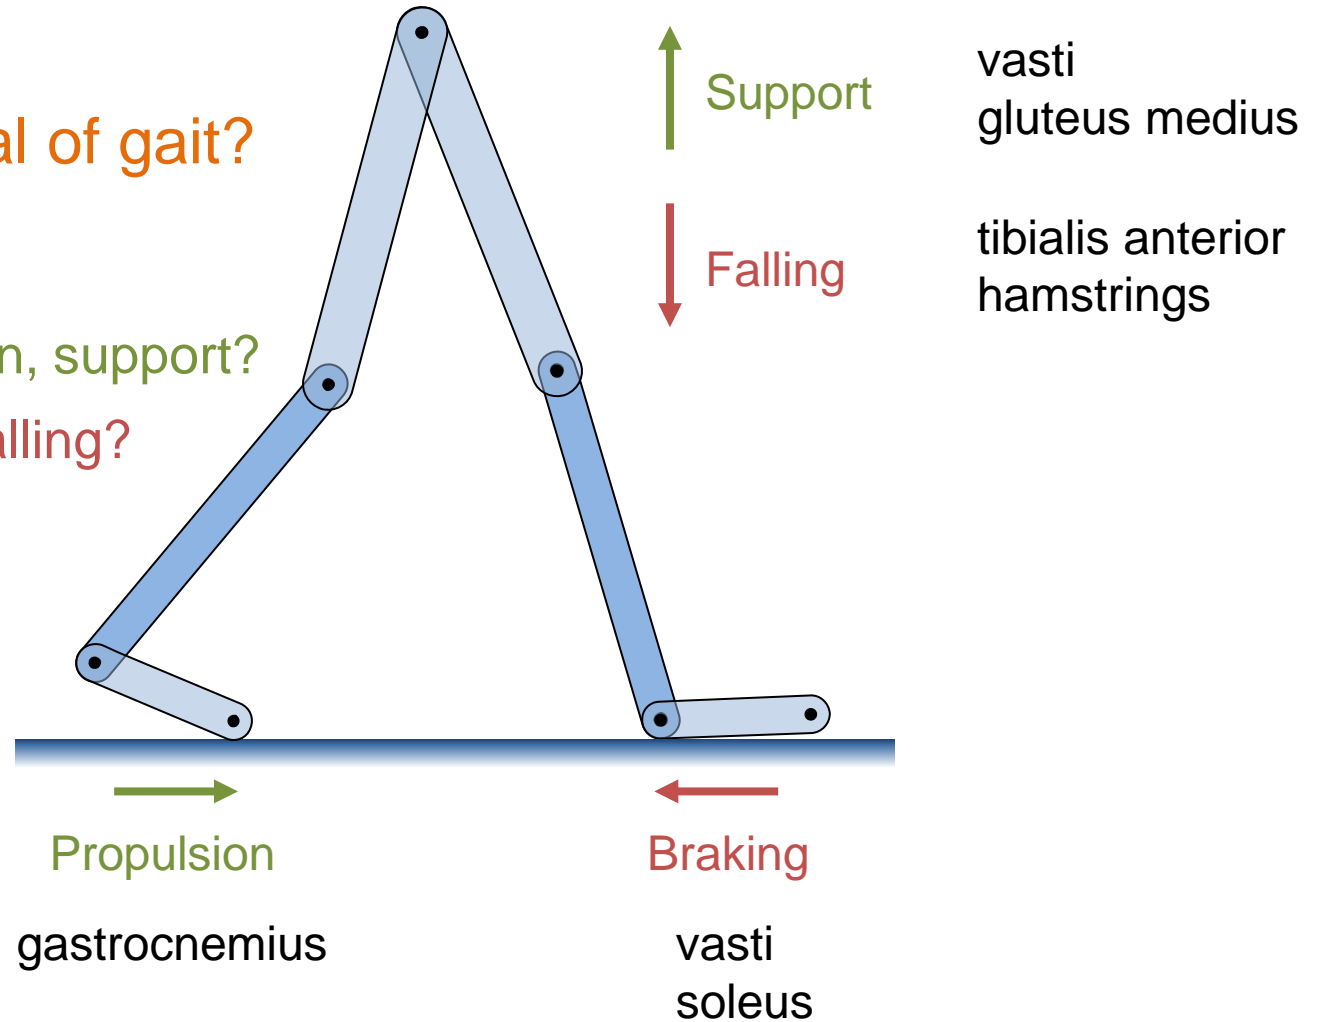 al of gait?
n, support?
alling?
Support
vasti
gluteus medius
Falling
tibialis anterior
hamstrings
Propulsion
gastrocnemius
Braking
vasti
soleus